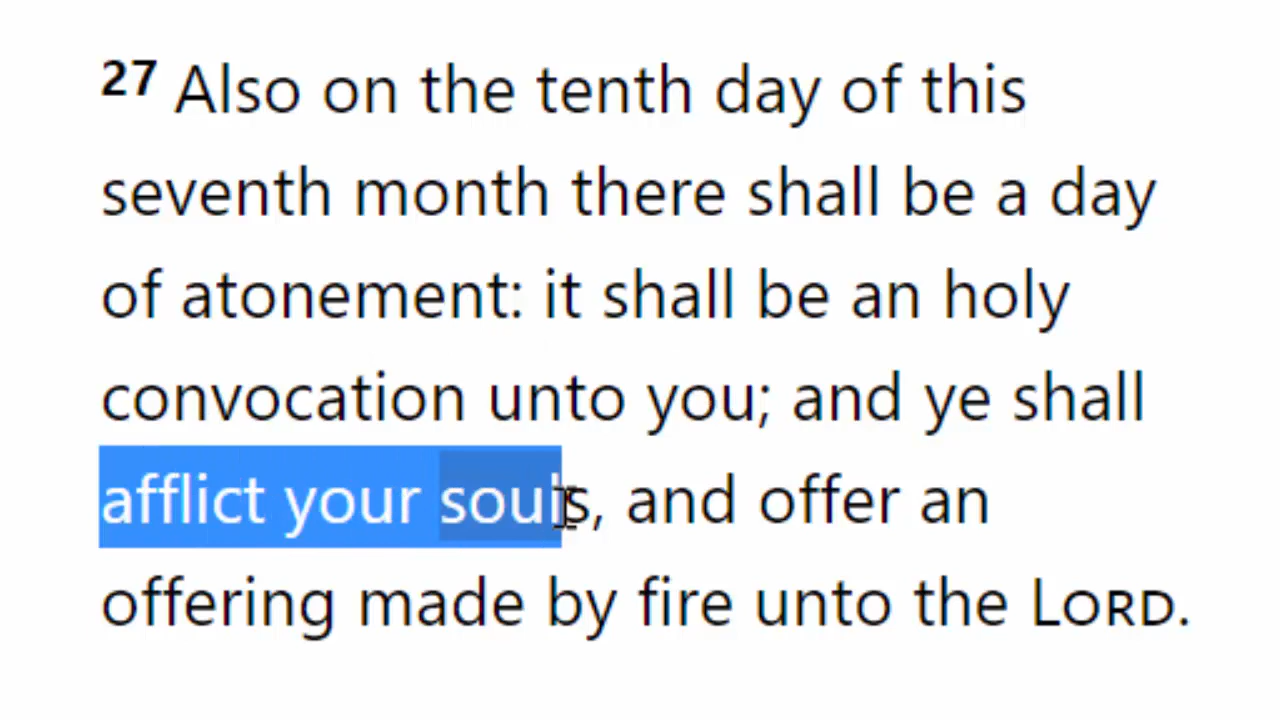 27 Also on the tenth day of this
seventh month there shall be a day
of atonement: it shall be an holy
convocation unto you; and ye shall
afflict your souls, and offer an
offering made by fire unto the LORD.